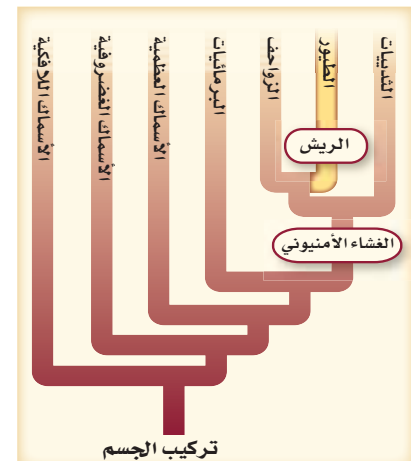 الثدييات
الطيور
الزواحف
البرمائيات
الأسماك العظمية
الأسماك الغضروفية
الأسماك اللافكية
الريش
الغشاء الأمنيوني
تركيب الجسم